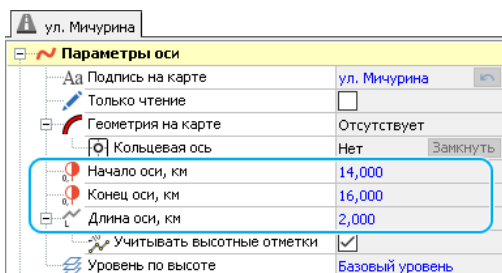 ул. Мичурина
Параметры оси
Аа Подпись на карте ул. Мичурина
Только чтение
Геометрия на карте Отсутствует
Кольцевая ось Нет Замкнуть
Начало оси, км 14,000
Конец оси, км 16,000
Длина оси, км 2,000
Учитывать высотные отметки
Уровень по высоте Базовый уровень